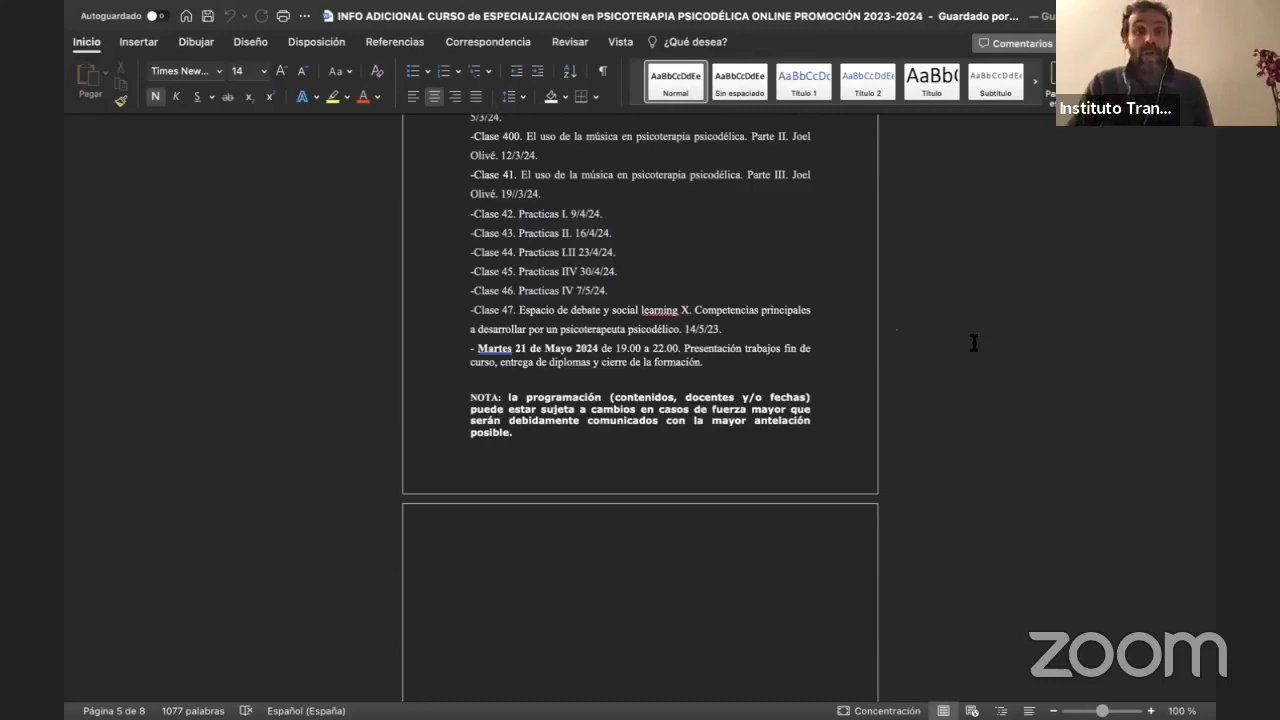 Autoguardado
INFO ADICIONAL CURSO de ESPECIALIZACION en PSICOTERAPIA PSICODÉLICA ONLINE PROMOCIÓN 2023-2024 - Guardado por...
Inicio Insertar Dibujar Diseño Disposición Referencias Correspondencia Revisar Vista ¿Qué desea? Comentarios
Pegar
Times New... 14
Aa
N K S ab x₂ x²
AaBbCcDdEe AaBbCcDdEe AaBbCcDc AaBbCcDdEe AaBb( AaBbCcDdEe
Normal Sin espaciado Título 1 Título 2 Título Subtítulo
Instituto Tran...
5/3/24.
-Clase 400. El uso de la música en psicoterapia psicodélica. Parte II. Joel
Olivé. 12/3/24.
-Clase 41. El uso de la música en psicoterapia psicodélica. Parte III. Joel
Olivé. 19//3/24.
-Clase 42. Practicas I. 9/4/24.
-Clase 43. Practicas II. 16/4/24.
-Clase 44. Practicas I.II 23/4/24.
-Clase 45. Practicas IIV 30/4/24.
-Clase 46. Practicas IV 7/5/24.
-Clase 47. Espacio de debate y social learning X. Competencias principales
a desarrollar por un psicoterapeuta psicodélico. 14/5/23.
- Martes 21 de Mayo 2024 de 19.00 a 22.00. Presentación trabajos fin de
curso, entrega de diplomas y cierre de la formación.
NOTA: la programación (contenidos, docentes y/o fechas)
puede estar sujeta a cambios en casos de fuerza mayor que
serán debidamente comunicados con la mayor antelación
posible.
zoom
Página 5 de 8 1077 palabras Español (España) Concentración 100 %